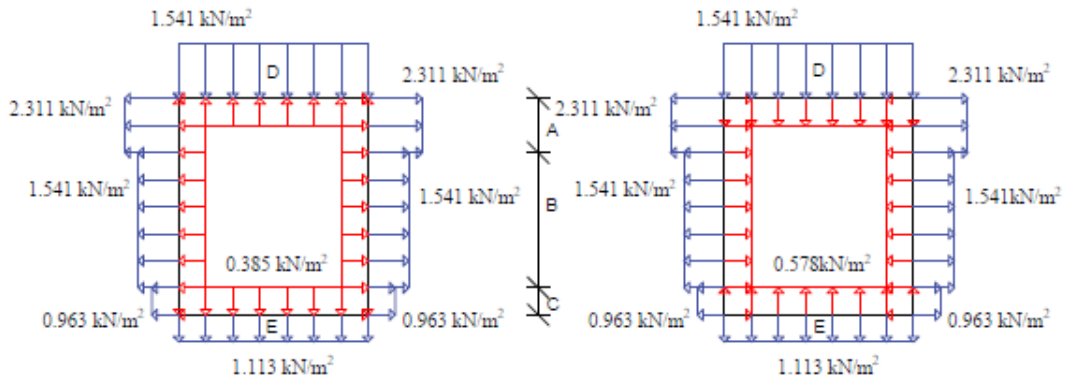 1.541 kN/m²
D
2.311 kN/m²
2.311 kN/m²
1.541 kN/m²
1.541 kN/m²
0.385 kN/m²
0.963 kN/m²
0.963 kN/m²
E
1.113 kN/m²
A
B
C
1.541 kN/m²
D
2.311 kN/m²
2.311 kN/m²
1.541 kN/m²
1.541kN/m²
0.578kN/m²
0.963 kN/m²
0.963 kN/m²
E
1.113 kN/m²